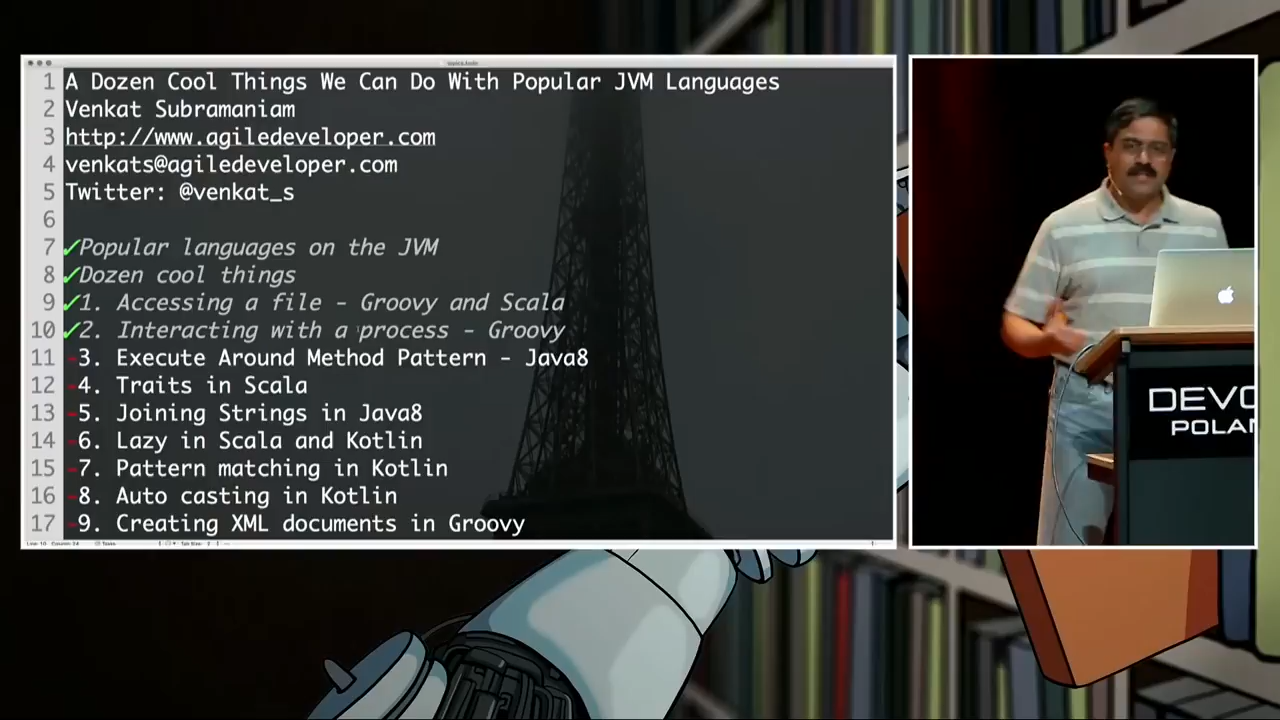 1 A Dozen Cool Things We Can Do With Popular JVM Languages
2 Venkat Subramaniam
3 http://www.agiledeveloper.com
4 venkats@agiledeveloper.com
5 Twitter: @venkat_s
6
7 ✓Popular languages on the JVM
8 ✓Dozen cool things
9 ✓1. Accessing a file - Groovy and Scala
10 ✓2. Interacting with a process - Groovy
11 -3. Execute Around Method Pattern - Java8
12 -4. Traits in Scala
13 -5. Joining Strings in Java8
14 -6. Lazy in Scala and Kotlin
15 -7. Pattern matching in Kotlin
16 -8. Auto casting in Kotlin
17 -9. Creating XML documents in Groovy
DEVO
POLAN